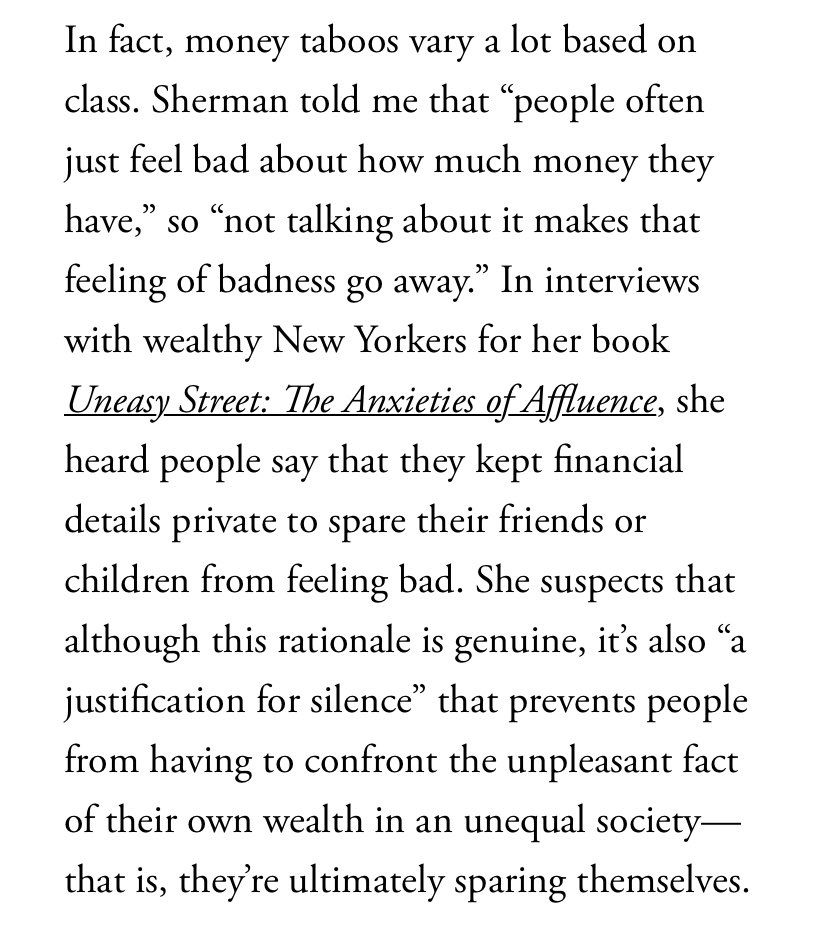 In fact, money taboos vary a lot based on
class. Sherman told me that “people often
just feel bad about how much money they
have,” so “not talking about it makes that
feeling of badness go away.” In interviews
with wealthy New Yorkers for her book
Uneasy Street: The Anxieties of Affluence, she
heard people say that they kept financial
details private to spare their friends or
children from feeling bad. She suspects that
although this rationale is genuine, it’s also “a
justification for silence” that prevents people
from having to confront the unpleasant fact
of their own wealth in an unequal society—
that is, they’re ultimately sparing themselves.